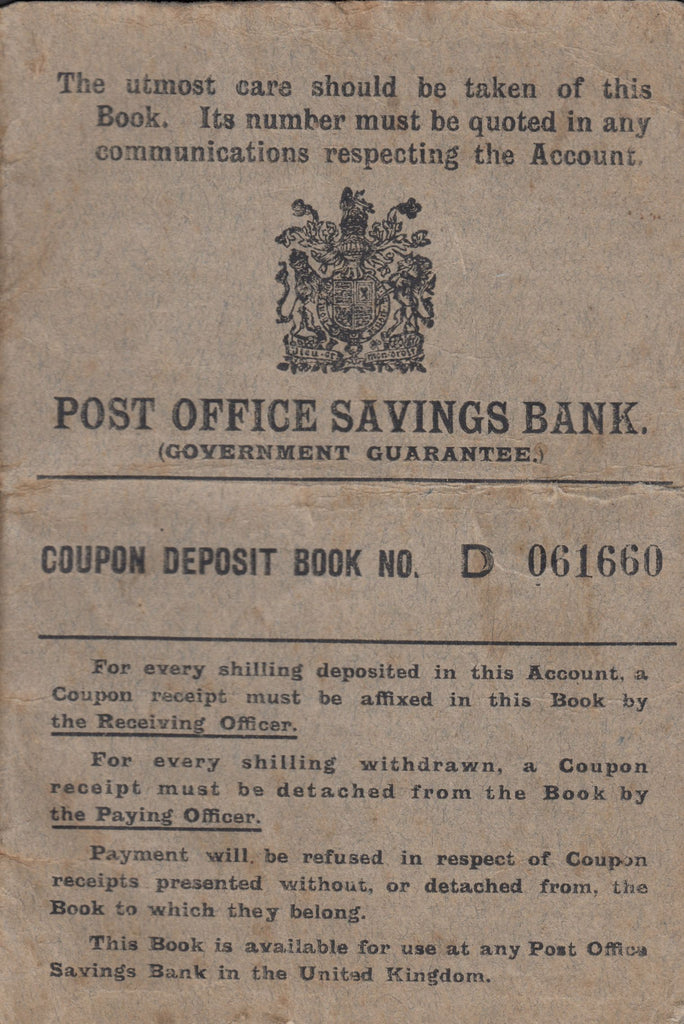 The utmost care should be taken of this
Book. Its number must be quoted in any
communications respecting the Account.
Dieu et mon droit
POST OFFICE SAVINGS BANK.
(GOVERNMENT GUARANTEE.)
COUPON DEPOSIT BOOK NO. D 061660
For every shilling deposited in this Account, a
Coupon receipt must be affixed in this Book by
the Receiving Officer.
For every shilling withdrawn, a Coupon
receipt must be detached from the Book by
the Paying Officer.
Payment will be refused in respect of Coupon
receipts presented without, or detached from, the
Book to which they belong.
This Book is available for use at any Post Office
Savings Bank in the United Kingdom.